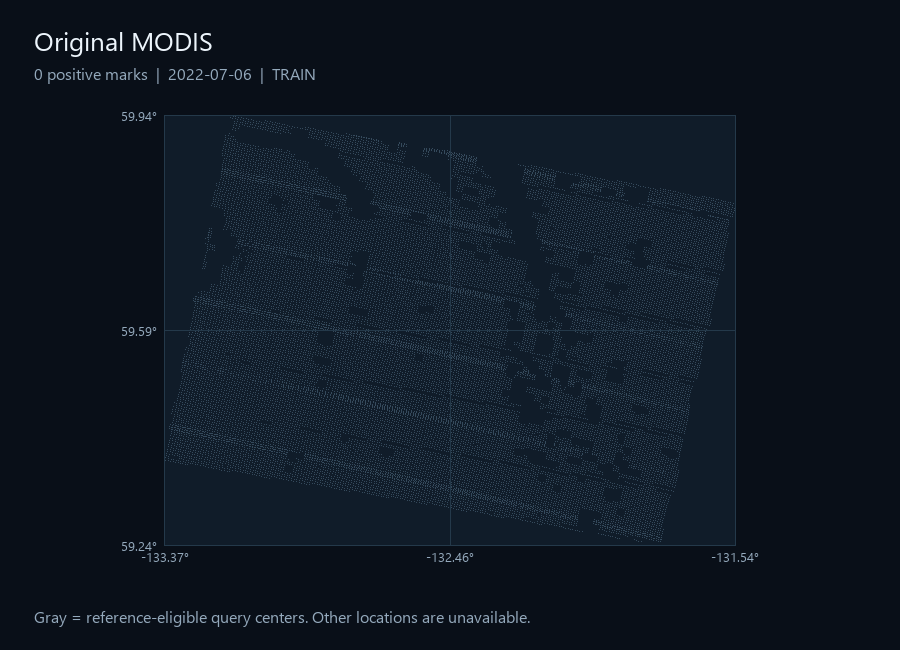 Original MODIS
0 positive marks | 2022-07-06 | TRAIN
59.94°
59.59°
59.24°
-133.37°
-132.46°
-131.54°
Gray = reference-eligible query centers. Other locations are unavailable.